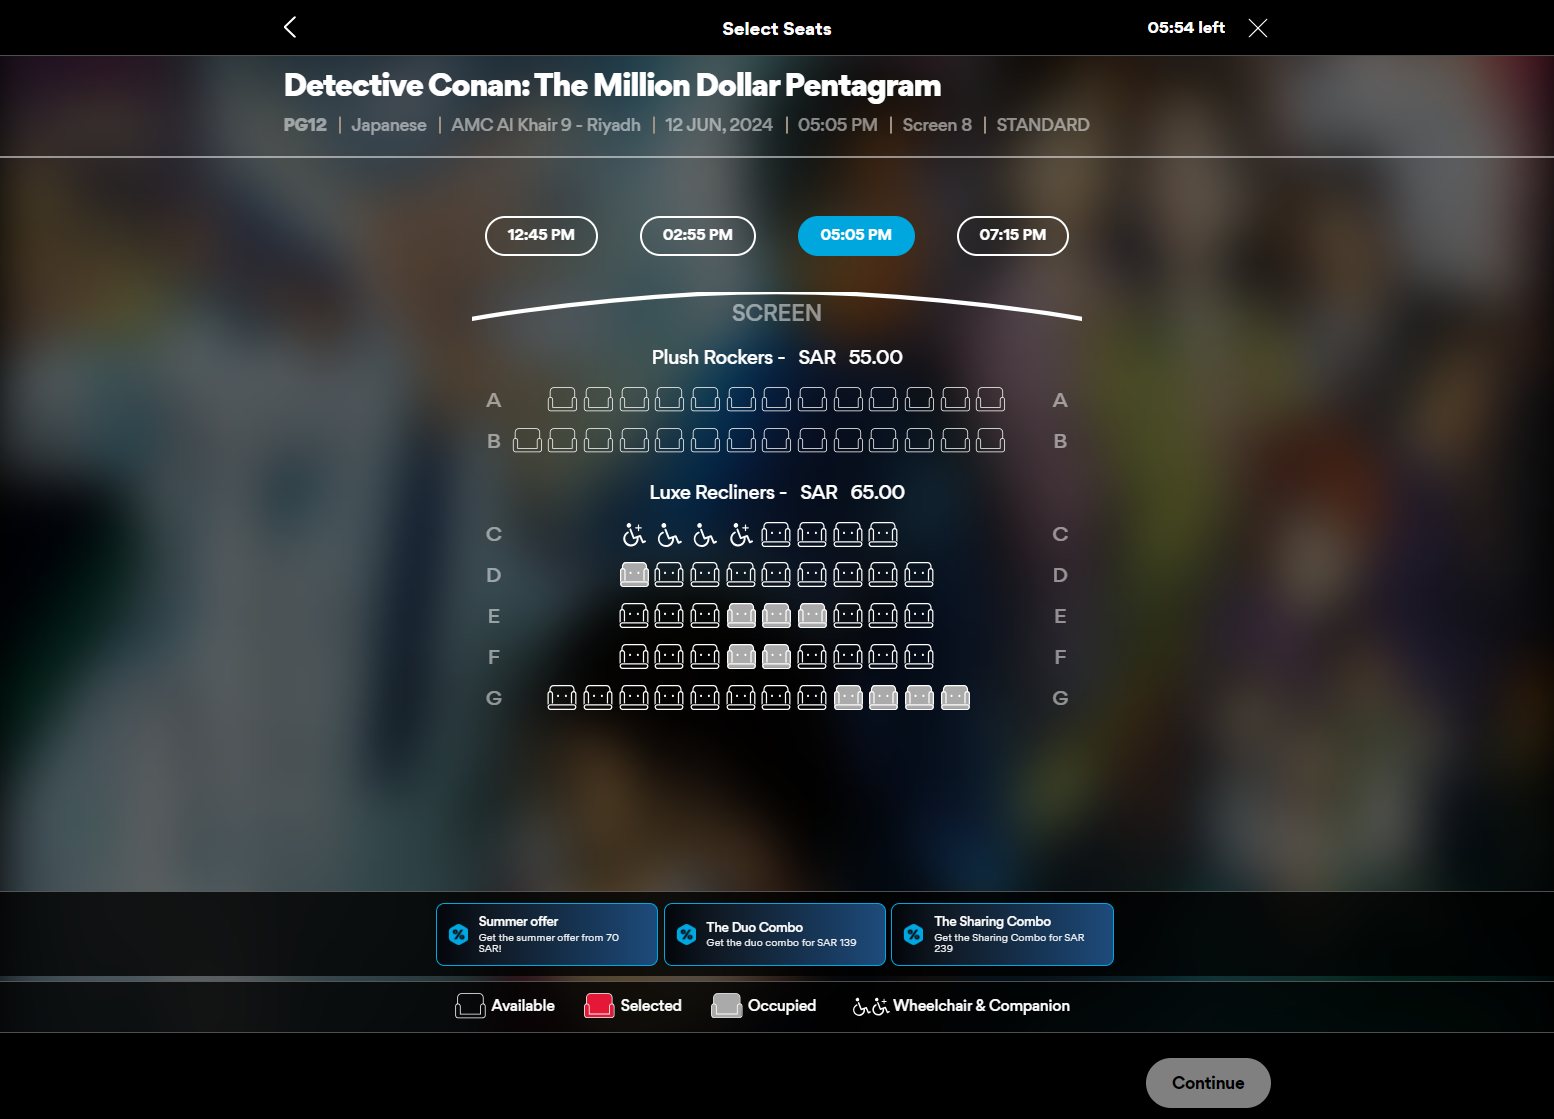 Select Seats
05:54 left
Detective Conan: The Million Dollar Pentagram
PG12 | Japanese | AMC Al Khair 9 - Riyadh | 12 JUN, 2024 | 05:05 PM | Screen 8 | STANDARD
12:45 PM 02:55 PM 05:05 PM 07:15 PM
SCREEN
Plush Rockers - SAR 55.00
A A
B B
Luxe Recliners - SAR 65.00
C C
D D
E E
F F
G G
Summer offer
Get the summer offer from 70
SAR!
The Duo Combo
Get the duo combo for SAR 139
The Sharing Combo
Get the Sharing Combo for SAR
239
Available Selected Occupied Wheelchair & Companion
Continue